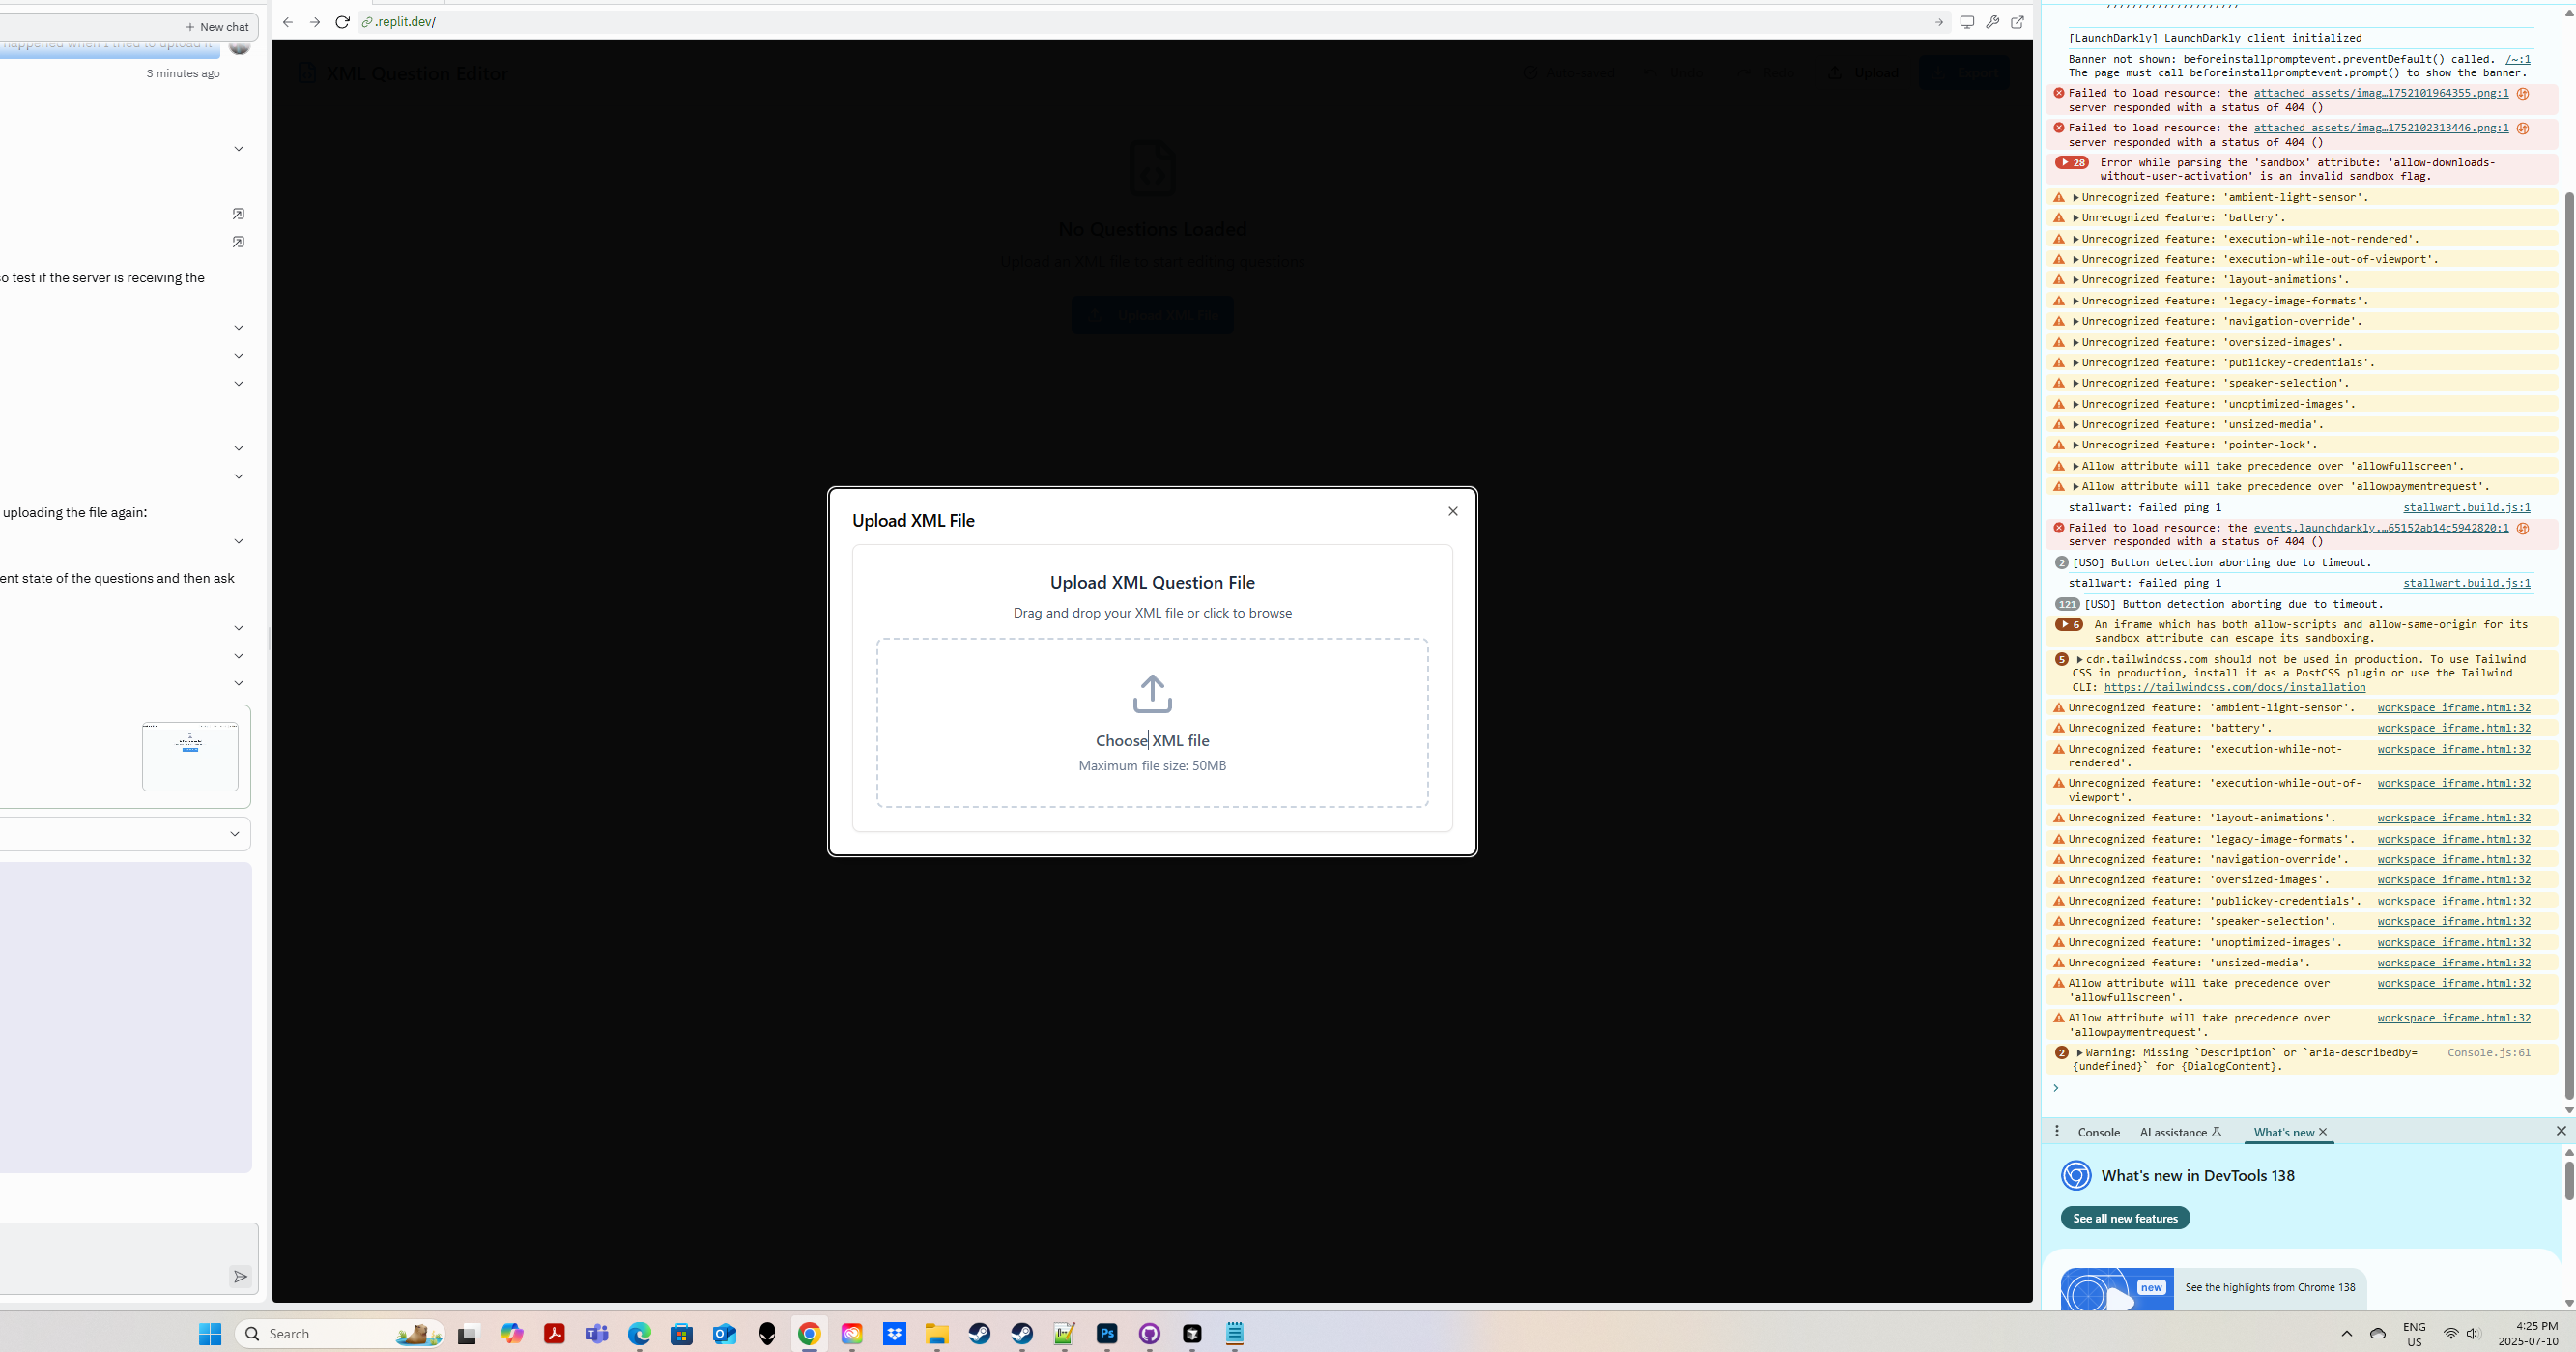 New chat
happened when I tried to upload it
3 minutes ago
so test if the server is receiving the
uploading the file again:
ent state of the questions and then ask
.replit.dev/
XML Question Editor
Auto-saved
Undo
Redo
Upload
Export
No Questions Loaded
Upload an XML file to start editing questions
Upload XML File
Upload XML File
Upload XML Question File
Drag and drop your XML file or click to browse
Choose XML file
Maximum file size: 50MB
[LaunchDarkly] LaunchDarkly client initialized
Banner not shown: beforeinstallpromptevent.preventDefault() called. /~:1
The page must call beforeinstallpromptevent.prompt() to show the banner.
Failed to load resource: the attached_assets/imag…1752101964355.png:1
server responded with a status of 404 ()
Failed to load resource: the attached_assets/imag…1752102313446.png:1
server responded with a status of 404 ()
28 Error while parsing the 'sandbox' attribute: 'allow-downloads-
without-user-activation' is an invalid sandbox flag.
Unrecognized feature: 'ambient-light-sensor'.
Unrecognized feature: 'battery'.
Unrecognized feature: 'execution-while-not-rendered'.
Unrecognized feature: 'execution-while-out-of-viewport'.
Unrecognized feature: 'layout-animations'.
Unrecognized feature: 'legacy-image-formats'.
Unrecognized feature: 'navigation-override'.
Unrecognized feature: 'oversized-images'.
Unrecognized feature: 'publickey-credentials'.
Unrecognized feature: 'speaker-selection'.
Unrecognized feature: 'unoptimized-images'.
Unrecognized feature: 'unsized-media'.
Unrecognized feature: 'pointer-lock'.
Allow attribute will take precedence over 'allowfullscreen'.
Allow attribute will take precedence over 'allowpaymentrequest'.
stallwart: failed ping 1 stallwart.build.js:1
Failed to load resource: the events.launchdarkly.…65152ab14c5942820:1
server responded with a status of 404 ()
2 [USO] Button detection aborting due to timeout.
stallwart: failed ping 1 stallwart.build.js:1
121 [USO] Button detection aborting due to timeout.
6 An iframe which has both allow-scripts and allow-same-origin for its
sandbox attribute can escape its sandboxing.
5 cdn.tailwindcss.com should not be used in production. To use Tailwind
CSS in production, install it as a PostCSS plugin or use the Tailwind
CLI: https://tailwindcss.com/docs/installation
Unrecognized feature: 'ambient-light-sensor'. workspace_iframe.html:32
Unrecognized feature: 'battery'. workspace_iframe.html:32
Unrecognized feature: 'execution-while-not- workspace_iframe.html:32
rendered'.
Unrecognized feature: 'execution-while-out-of- workspace_iframe.html:32
viewport'.
Unrecognized feature: 'layout-animations'. workspace_iframe.html:32
Unrecognized feature: 'legacy-image-formats'. workspace_iframe.html:32
Unrecognized feature: 'navigation-override'. workspace_iframe.html:32
Unrecognized feature: 'oversized-images'. workspace_iframe.html:32
Unrecognized feature: 'publickey-credentials'. workspace_iframe.html:32
Unrecognized feature: 'speaker-selection'. workspace_iframe.html:32
Unrecognized feature: 'unoptimized-images'. workspace_iframe.html:32
Unrecognized feature: 'unsized-media'. workspace_iframe.html:32
Allow attribute will take precedence over workspace_iframe.html:32
'allowfullscreen'.
Allow attribute will take precedence over workspace_iframe.html:32
'allowpaymentrequest'.
2 Warning: Missing `Description` or `aria-describedby= Console.js:61
{undefined}` for {DialogContent}.
Console AI assistance What's new
What's new in DevTools 138
See all new features
new
See the highlights from Chrome 138
Search
Ps
ENG
US
4:25 PM
2025-07-10